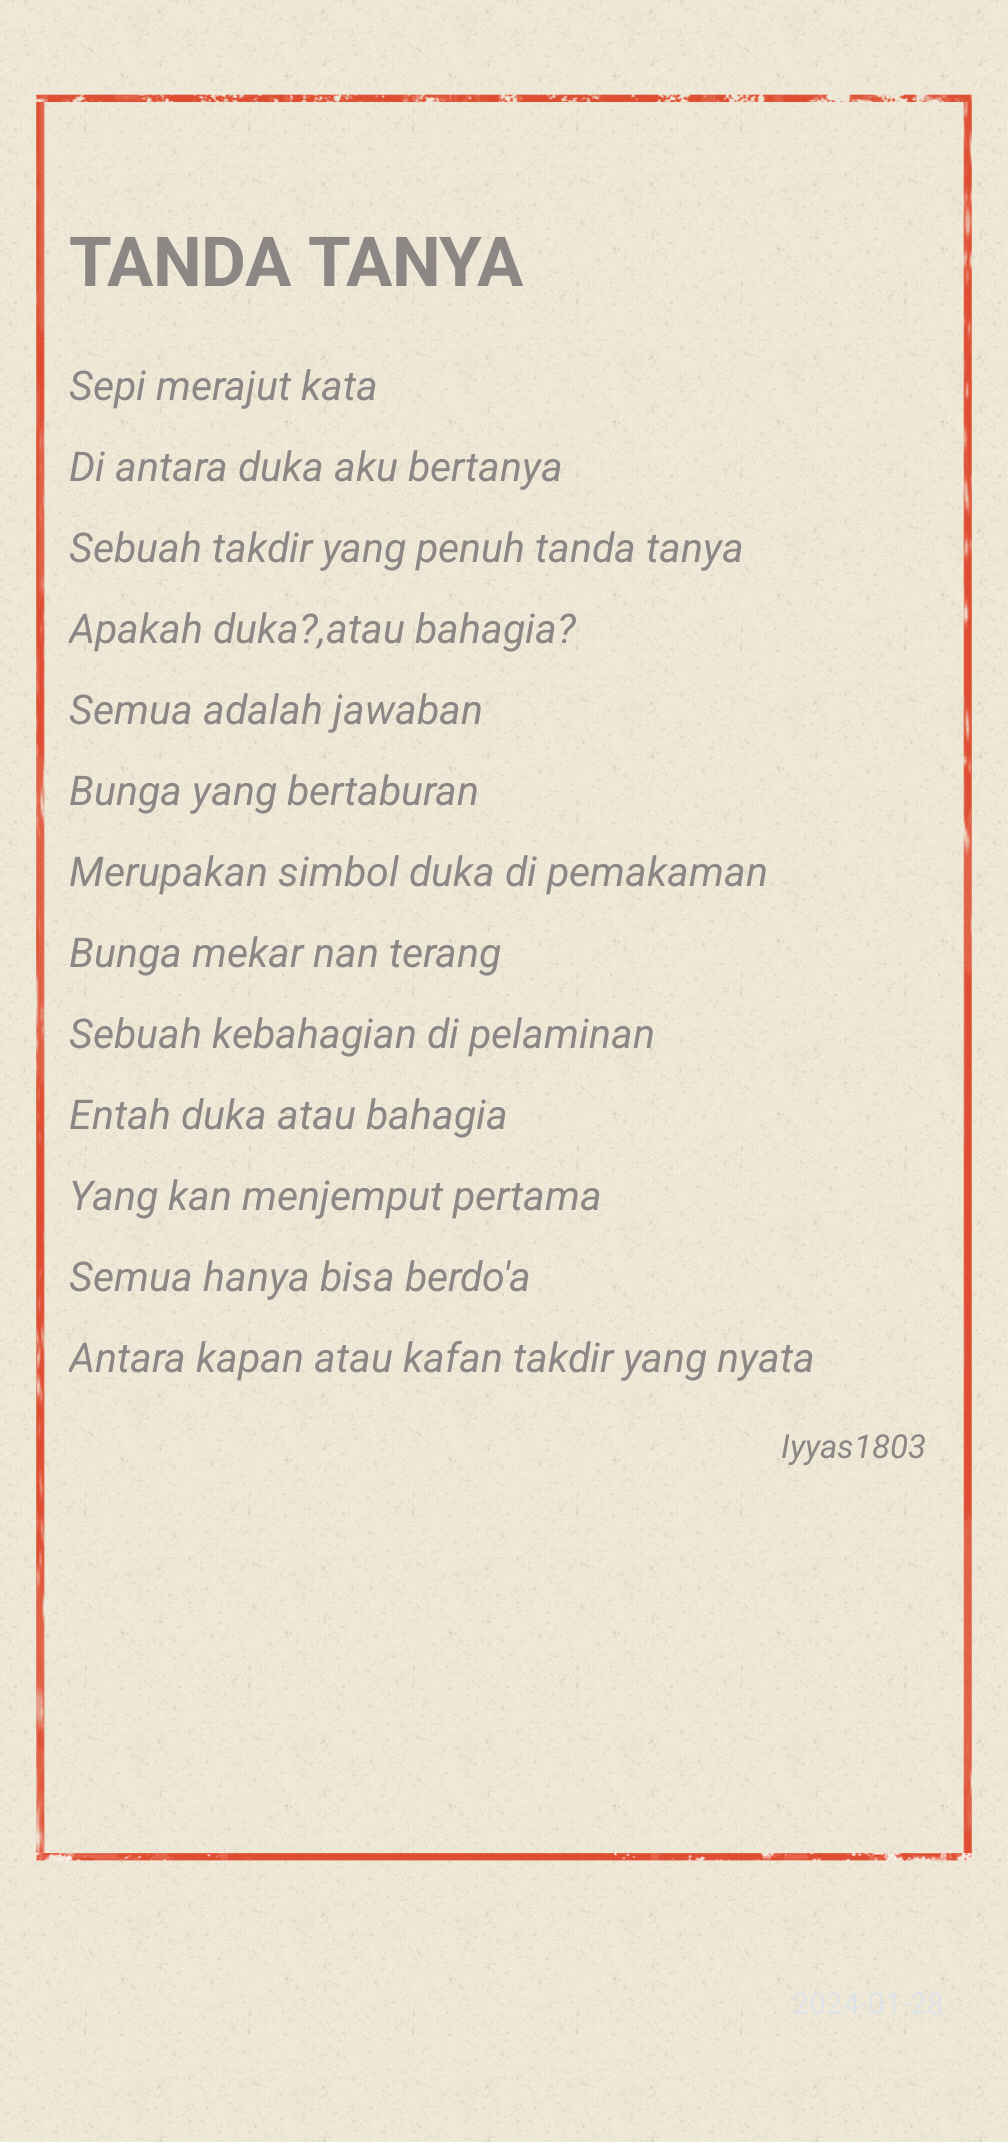 TANDA TANYA
Sepi merajut kata
Di antara duka aku bertanya
Sebuah takdir yang penuh tanda tanya
Apakah duka?,atau bahagia?
Semua adalah jawaban
Bunga yang bertaburan
Merupakan simbol duka di pemakaman
Bunga mekar nan terang
Sebuah kebahagian di pelaminan
Entah duka atau bahagia
Yang kan menjemput pertama
Semua hanya bisa berdo'a
Antara kapan atau kafan takdir yang nyata
Iyyas1803
2024-01-28